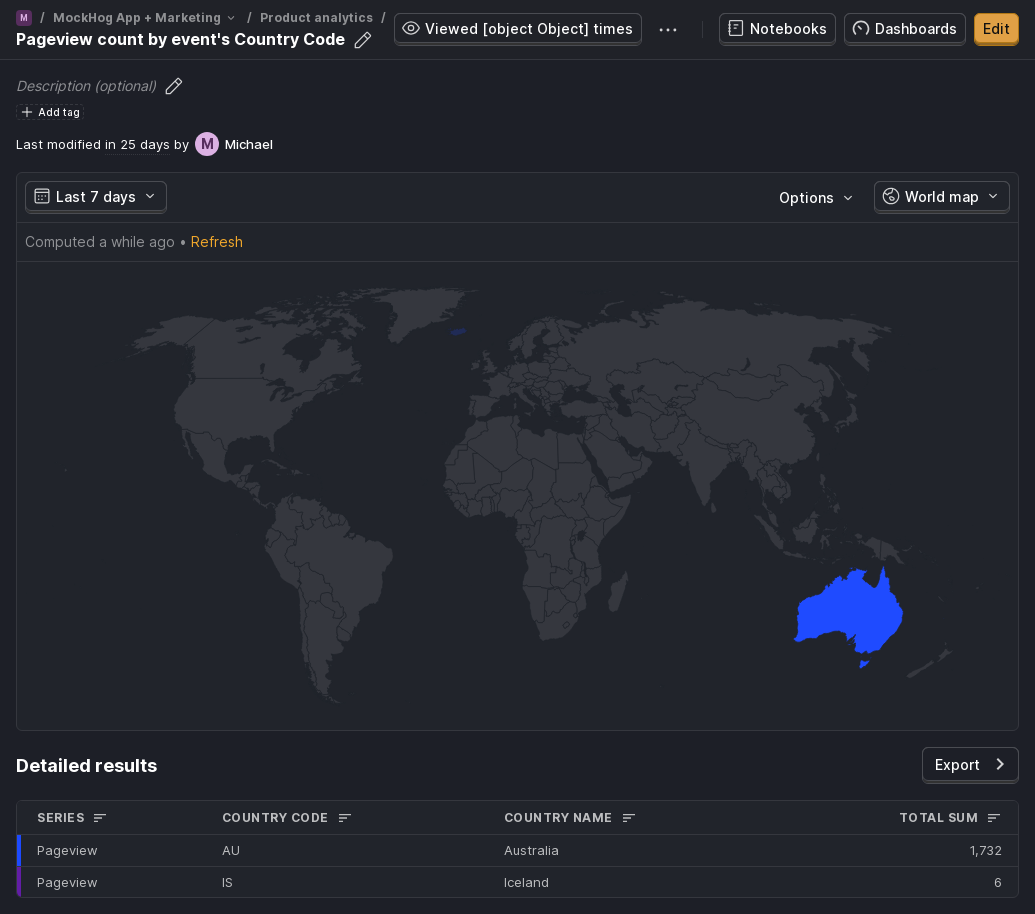 M / MockHog App + Marketing / Product analytics /
Pageview count by event's Country Code
Viewed [object Object] times
Notebooks
Dashboards
Edit
Description (optional)
Add tag
Last modified in 25 days by M Michael
Last 7 days
Options
World map
Computed a while ago • Refresh
Detailed results
Export
SERIES COUNTRY CODE COUNTRY NAME TOTAL SUM
Pageview AU Australia 1,732
Pageview IS Iceland 6